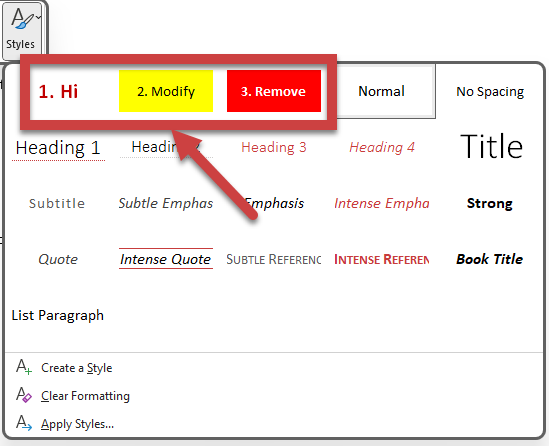 Styles
1. Hi 2. Modify 3. Remove Normal No Spacing
Heading 1 Heading 3 Heading 4 Title
Subtitle Subtle Emphas Emphasis Intense Empha Strong
Quote Intense Quote Subtle Referenc Intense Referen Book Title
List Paragraph
Create a Style
Clear Formatting
Apply Styles...